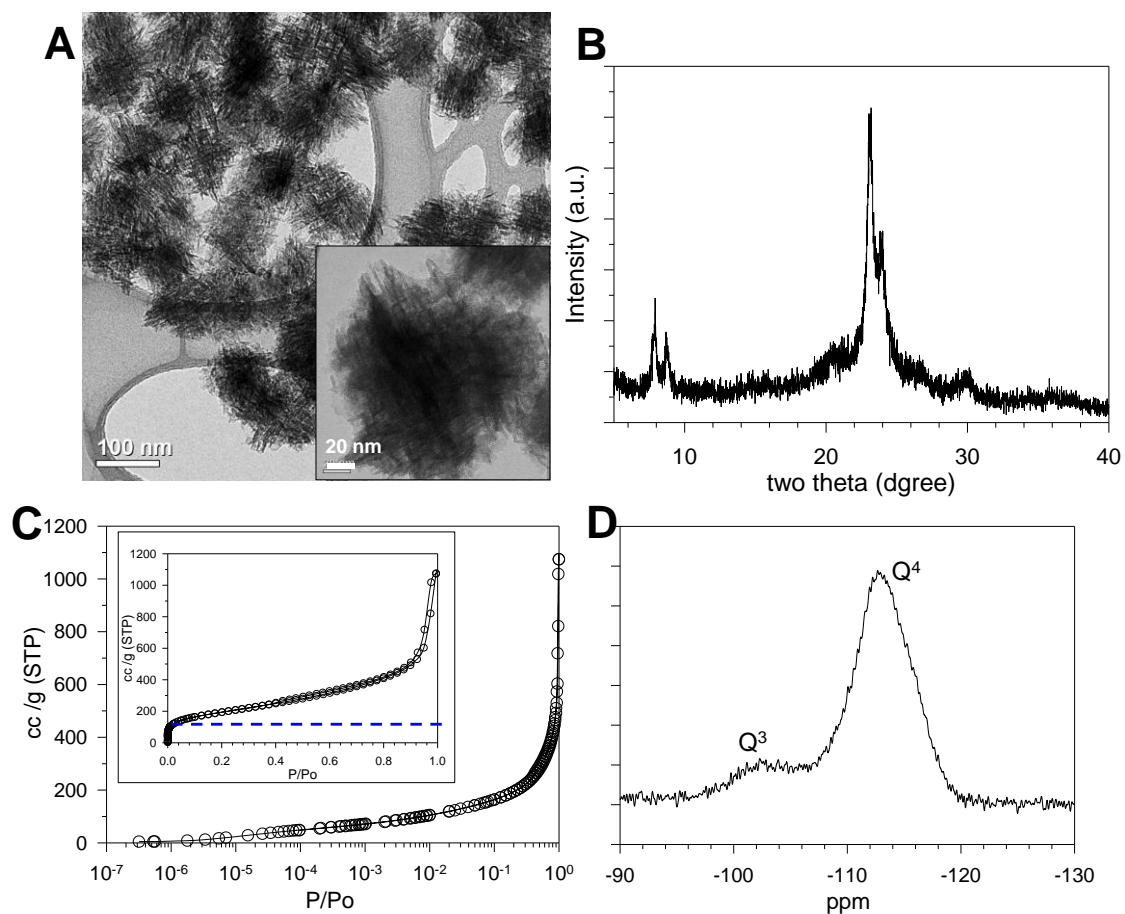 A
100 nm
20 nm
B
Intensity (a.u.)
10 20 30 40
two theta (dgree)
C
1200
1000
800
600
400
200
0
cc /g (STP)
10⁻⁷ 10⁻⁶ 10⁻⁵ 10⁻⁴ 10⁻³ 10⁻² 10⁻¹ 10⁰
P/Po
1200
1000
800
600
400
200
0
cc /g (STP)
0.0 0.2 0.4 0.6 0.8 1.0
P/Po
D
Q³
Q⁴
-90 -100 -110 -120 -130
ppm